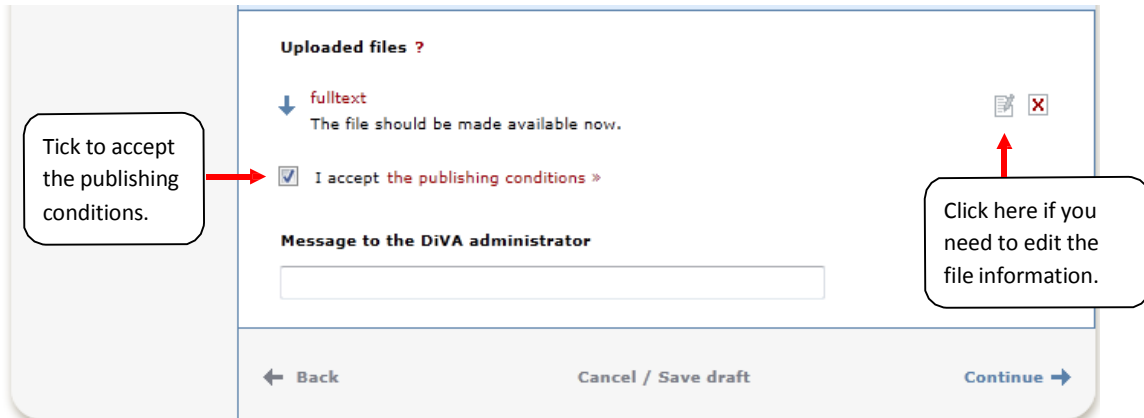 Uploaded files ?
fulltext
The file should be made available now.
Tick to accept
the publishing
conditions.
I accept the publishing conditions »
Click here if you
need to edit the
file information.
Message to the DiVA administrator
Back
Cancel / Save draft
Continue